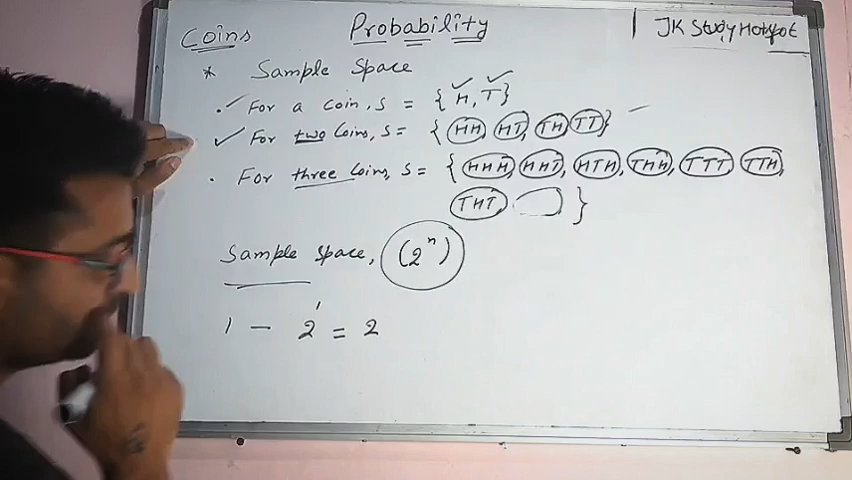 Coins Probability JK Study Hotspot
* Sample Space
. For a coin, S = {H, T}
For two Coins, S = {HH, HT, TH, TT}
. For three Coins, S = {HHH, HHT, HTH, THH, TTT, TTH,
THT, }
Sample Space, (2ⁿ)
1 — 2¹ = 2